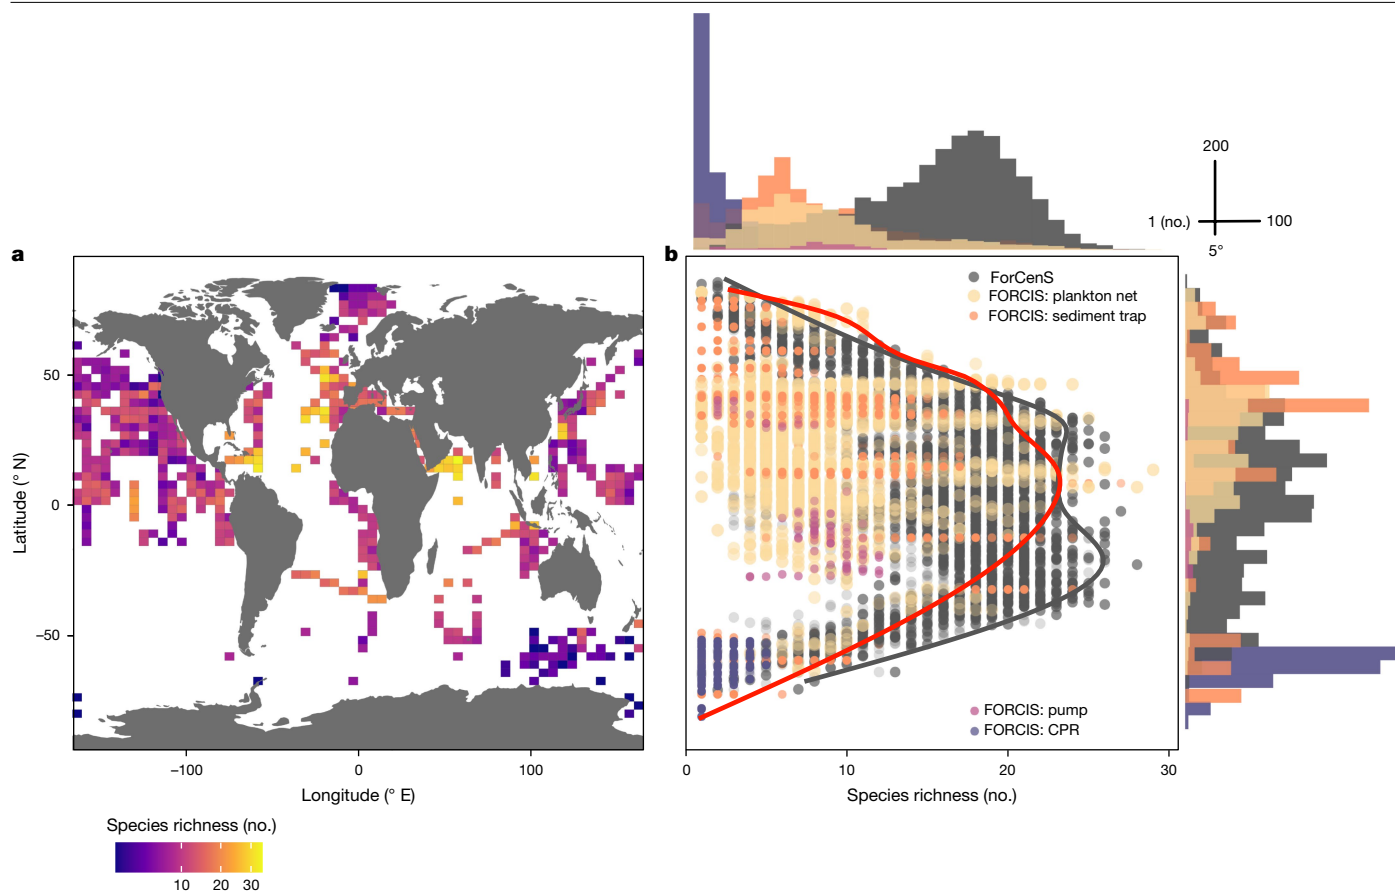 200
1 (no.)
100
5°
a
b
ForCenS
FORCIS: plankton net
FORCIS: sediment trap
50
0
−50
Latitude (° N)
FORCIS: pump
FORCIS: CPR
−100
0
100
0
10
20
30
Longitude (° E)
Species richness (no.)
Species richness (no.)
10
20
30